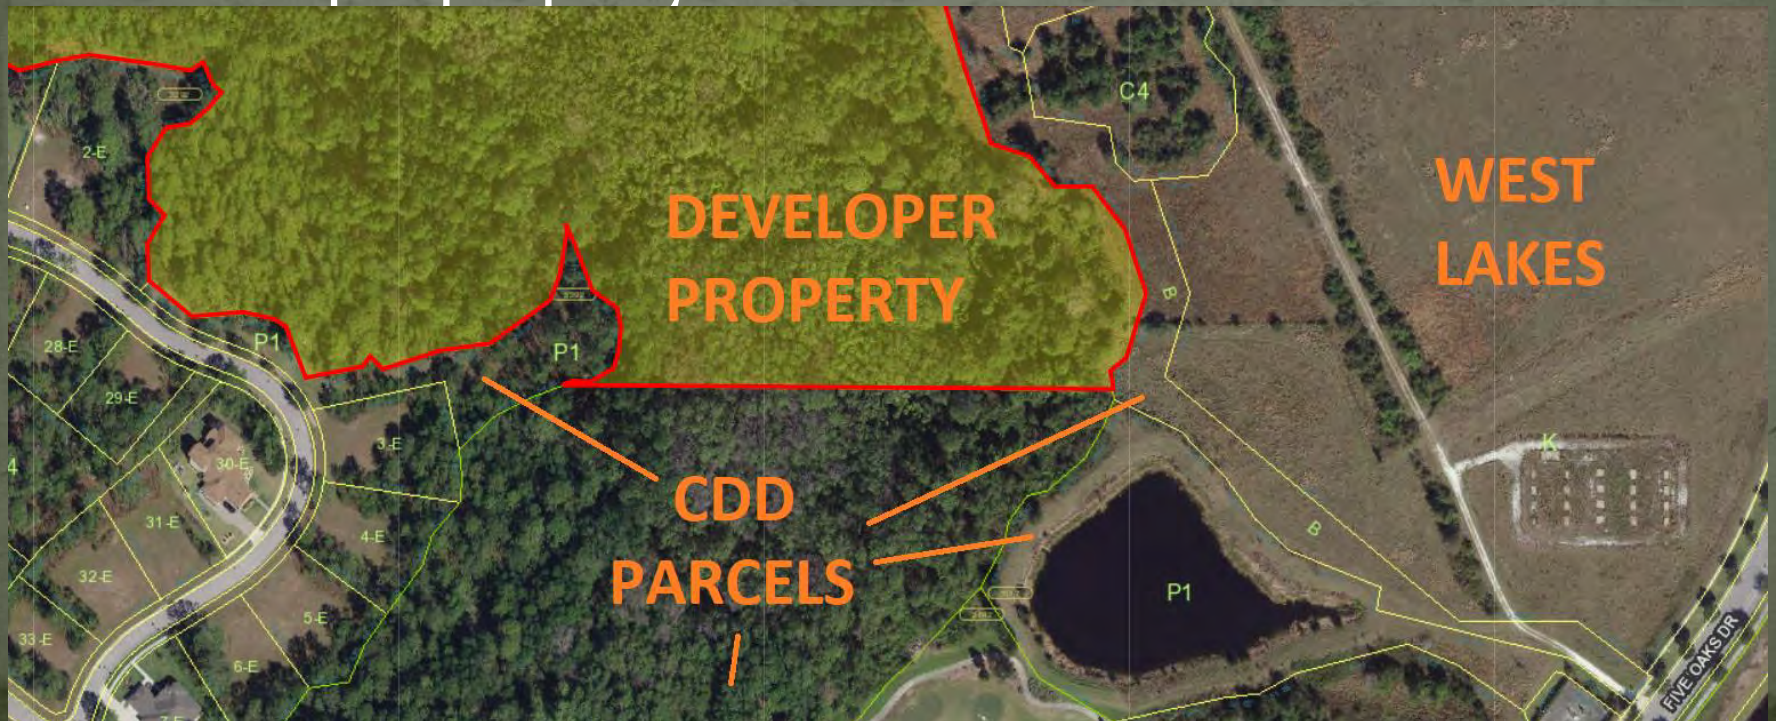 C4
2-E
WEST
LAKES
DEVELOPER
PROPERTY
B
P1
P1
28-E
29-E
3-E
K
4
30-E
CDD
PARCELS
31-E
4-E
B
32-E
P1
5-E
33-E
6-E
FIVE OAKS DR